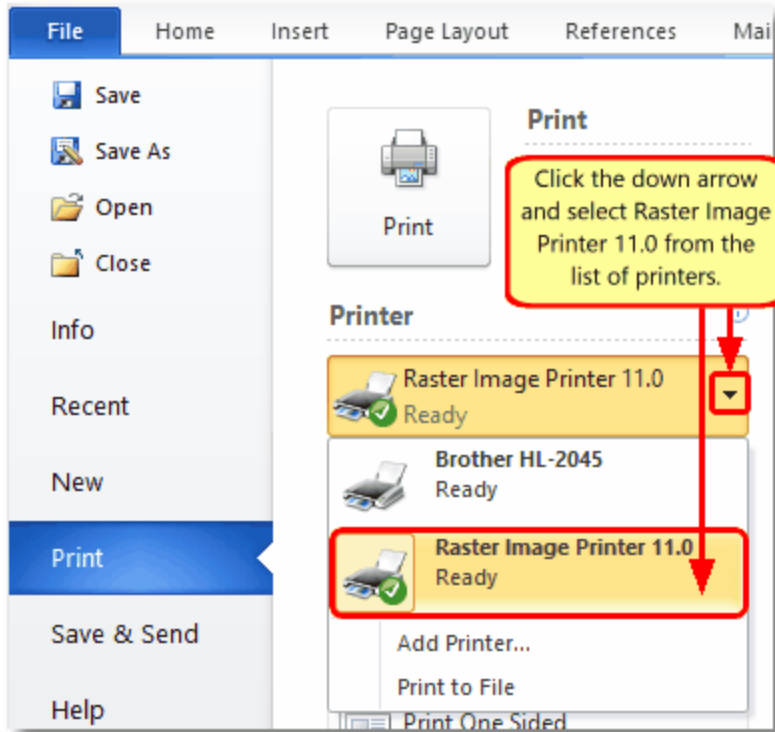 File Home Insert Page Layout References Mai
Save
Save As
Open
Close
Info
Recent
New
Print
Save & Send
Help
Print
Print
Click the down arrow
and select Raster Image
Printer 11.0 from the
list of printers.
Printer
Raster Image Printer 11.0
Ready
Brother HL-2045
Ready
Raster Image Printer 11.0
Ready
Add Printer...
Print to File
Print One Sided